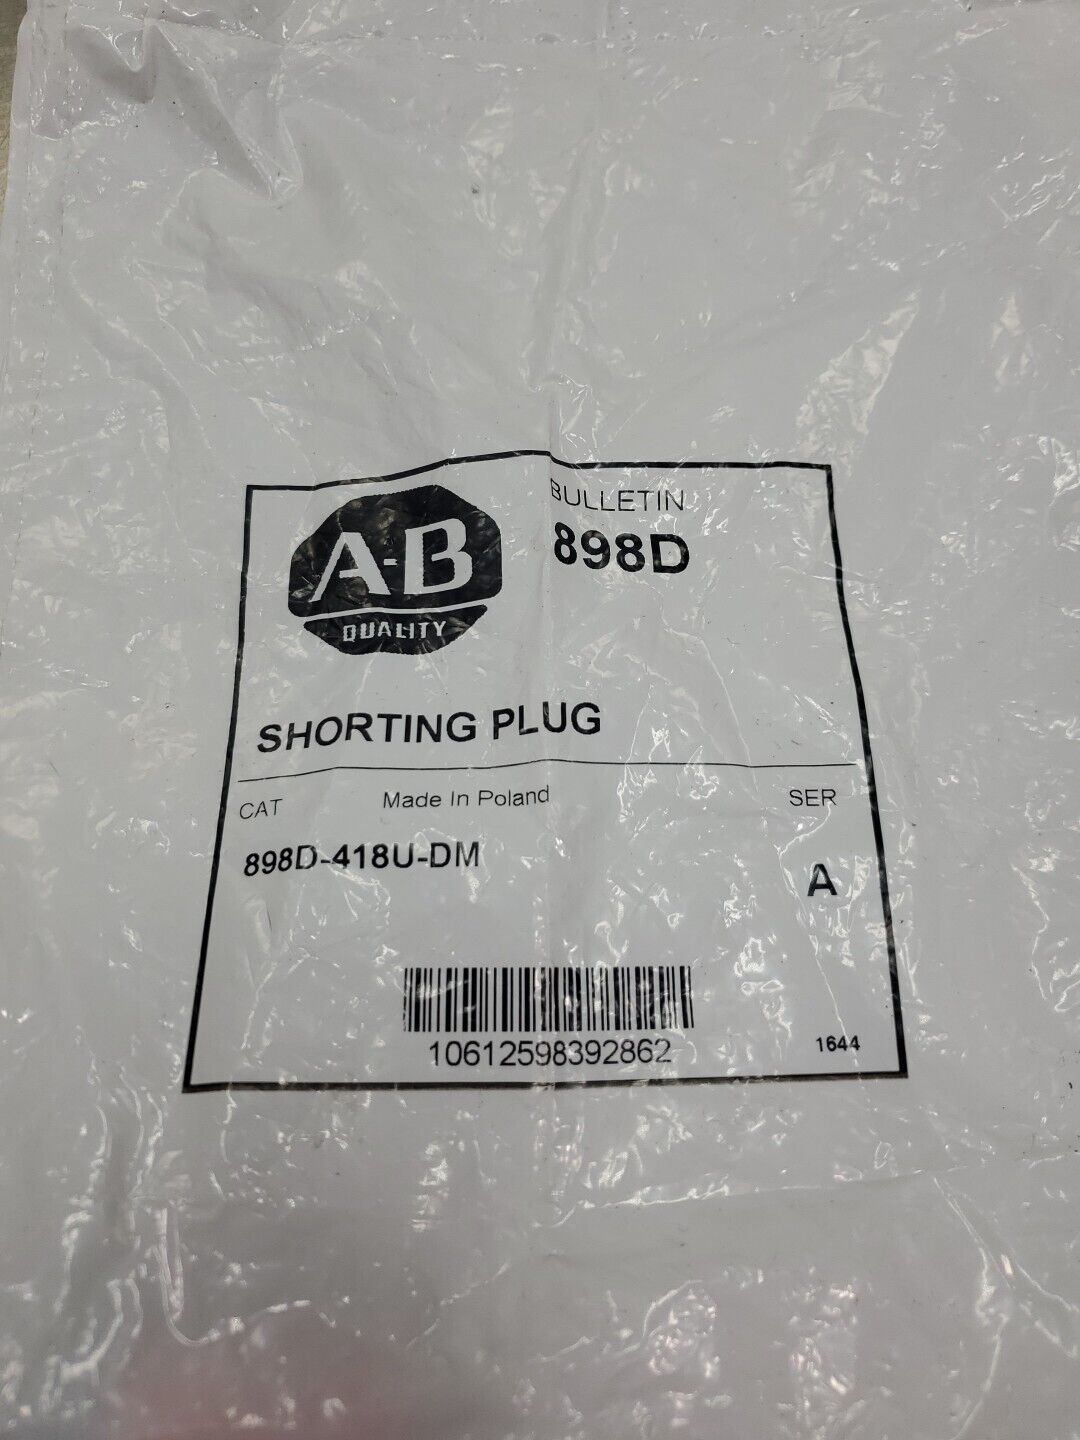 A-B
QUALITY
BULLETIN
898D
SHORTING PLUG
CAT
Made In Poland
SER
898D-418U-DM
A
10612598392862
1644